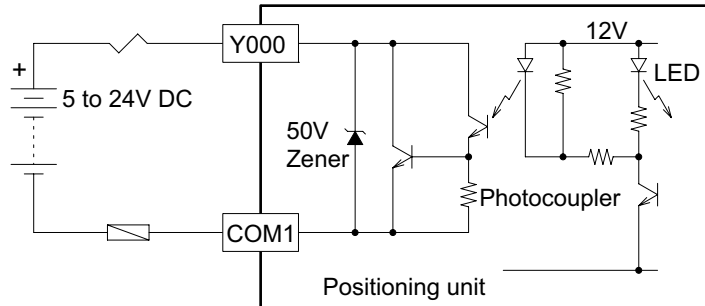 Y000
12V
+
5 to 24V DC
LED
50V
Zener
Photocoupler
COM1
Positioning unit